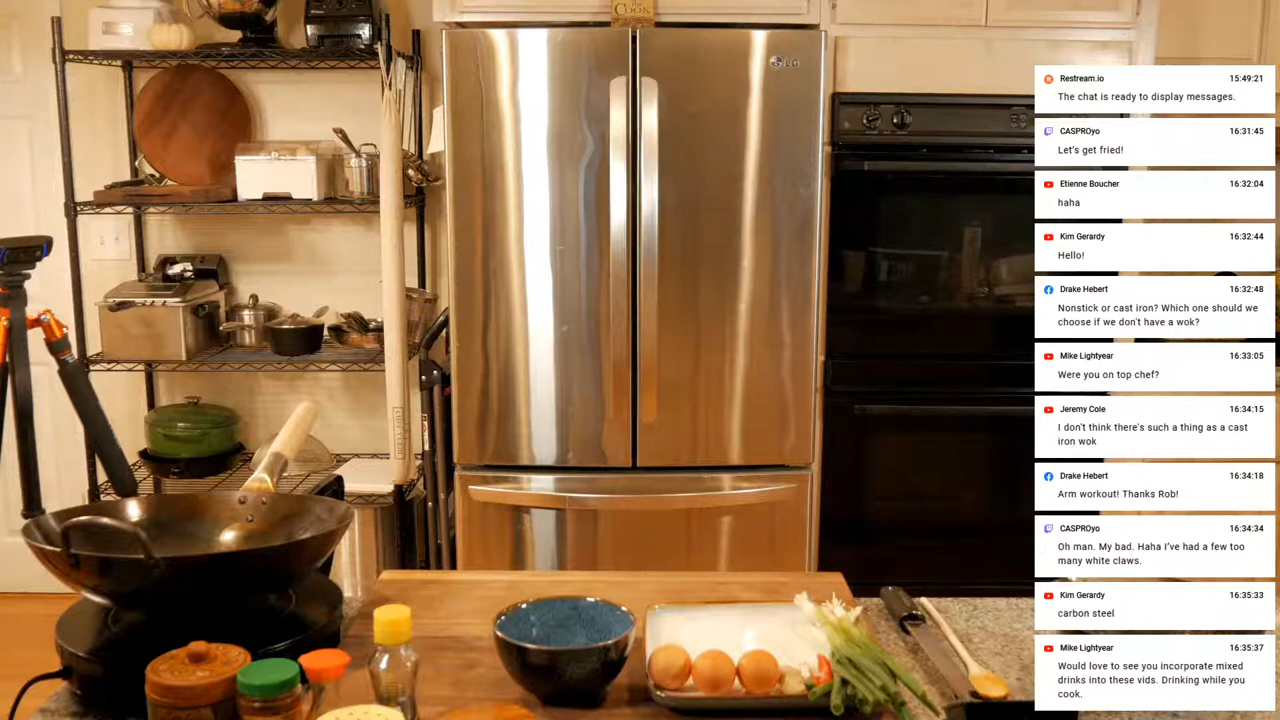 the
COOK
LG
Restream.io 15:49:21
The chat is ready to display messages.
CASPROyo 16:31:45
Let's get fried!
Etienne Boucher 16:32:04
haha
Kim Gerardy 16:32:44
Hello!
Drake Hebert 16:32:48
Nonstick or cast iron? Which one should we
choose if we don't have a wok?
Mike Lightyear 16:33:05
Were you on top chef?
Jeremy Cole 16:34:15
I don't think there's such a thing as a cast
iron wok
Drake Hebert 16:34:18
Arm workout! Thanks Rob!
CASPROyo 16:34:34
Oh man. My bad. Haha I've had a few too
many white claws.
Kim Gerardy 16:35:33
carbon steel
Mike Lightyear 16:35:37
Would love to see you incorporate mixed
drinks into these vids. Drinking while you
cook.